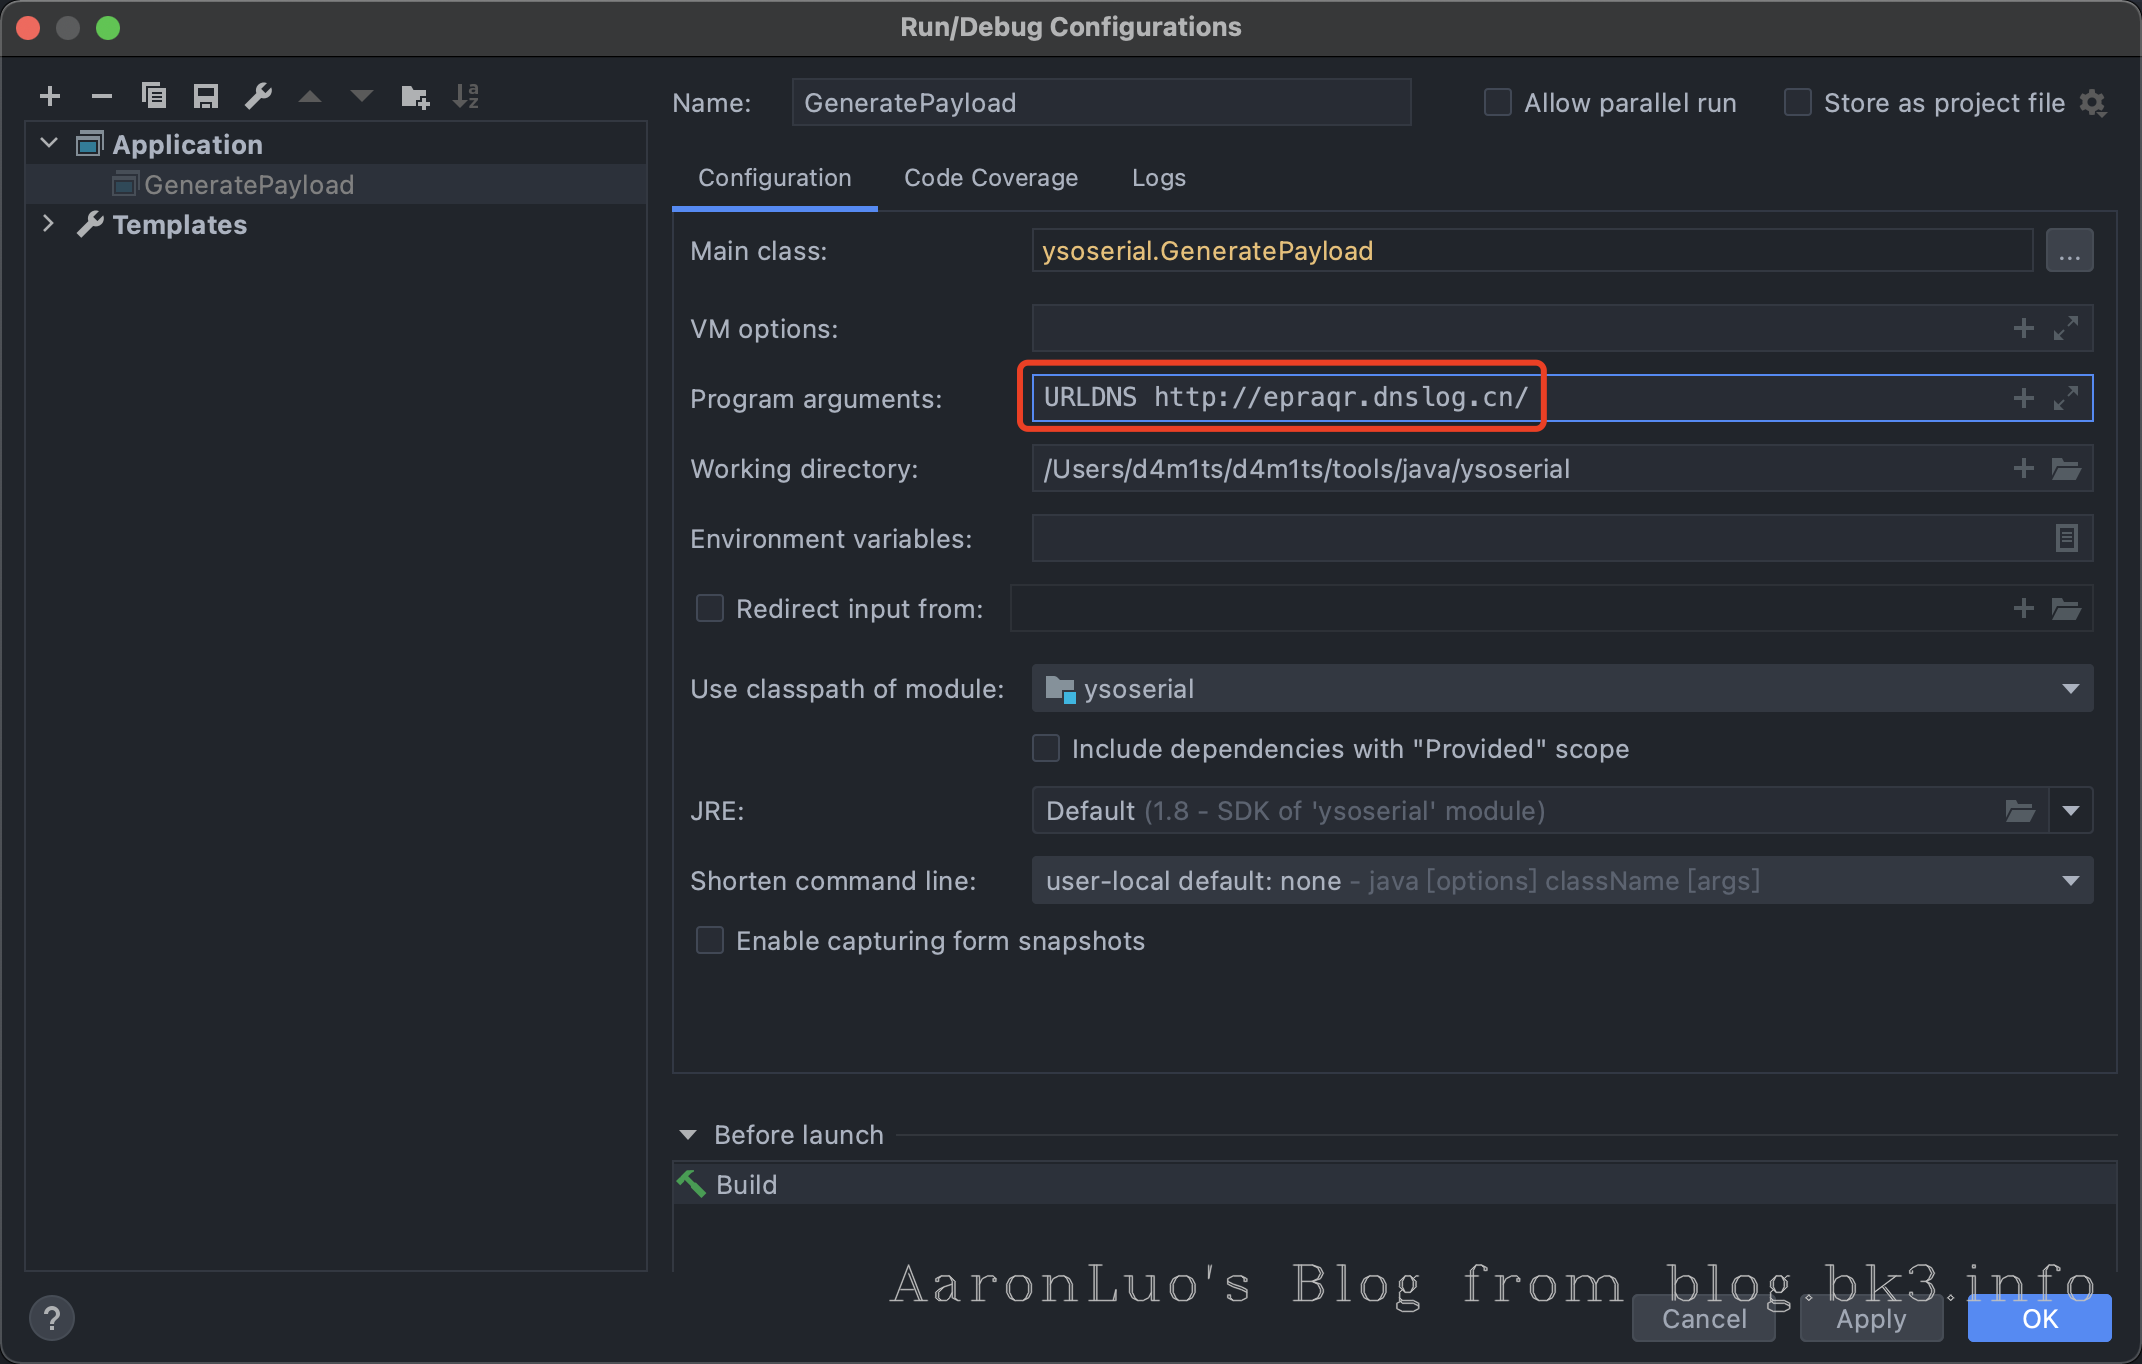 Run/Debug Configurations
Application
GeneratePayload
Templates
Name: GeneratePayload Allow parallel run Store as project file
Configuration Code Coverage Logs
Main class: ysoserial.GeneratePayload ...
VM options:
Program arguments: URLDNS http://epraqr.dnslog.cn/
Working directory: /Users/d4m1ts/d4m1ts/tools/java/ysoserial
Environment variables:
Redirect input from:
Use classpath of module: ysoserial
Include dependencies with "Provided" scope
JRE: Default (1.8 - SDK of 'ysoserial' module)
Shorten command line: user-local default: none - java [options] className [args]
Enable capturing form snapshots
Before launch
Build
AaronLuo's Blog from blog.bk3.info
? Cancel Apply OK